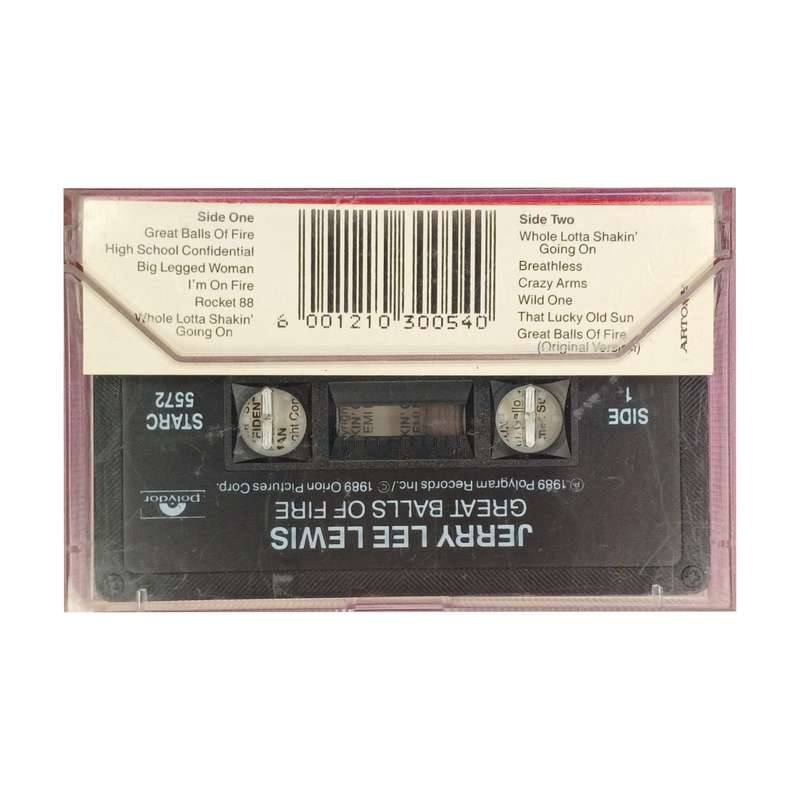 Side One
Great Balls Of Fire
High School Confidential
Big Legged Woman
I'm On Fire
Rocket 88
Whole Lotta Shakin'
Going On
6 001210 300540
Side Two
Whole Lotta Shakin'
Going On
Breathless
Crazy Arms
Wild One
That Lucky Old Sun
Great Balls Of Fire
(Original Version)
JERRY LEE LEWIS
GREAT BALLS OF FIRE
℗ 1989 Polygram Records Inc./© 1989 Orion Pictures Corp.
polydor
SIDE
1
STARC
5572